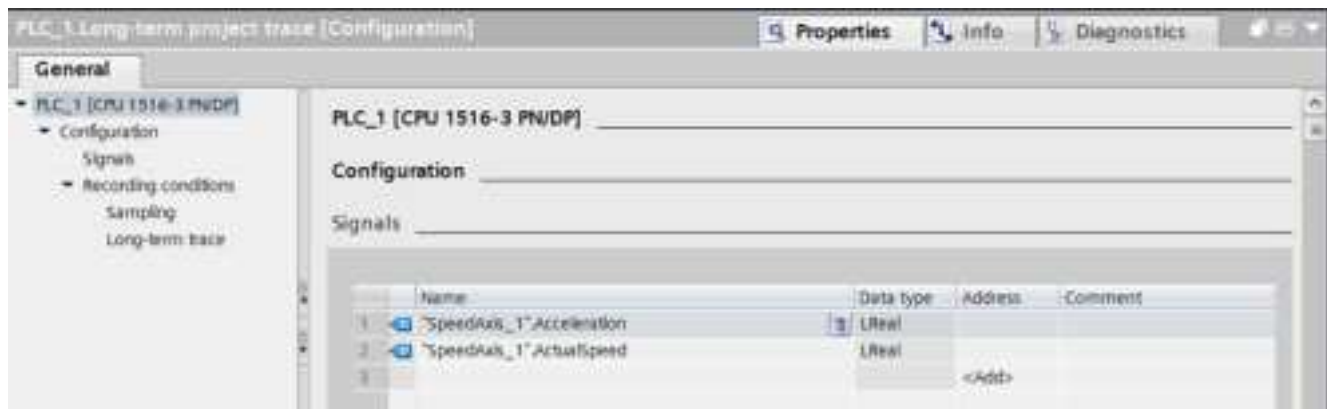 PLC_1.Long-term project trace [Configuration]
Properties
Info
Diagnostics
General
PLC_1 [CPU 1516-3 PN/DP]
Configuration
Signals
Recording conditions
Sampling
Long-term trace
PLC_1 [CPU 1516-3 PN/DP]
Configuration
Signals
Name Data type Address Comment
1 "SpeedAxis_1".Acceleration LReal
2 "SpeedAxis_1".ActualSpeed LReal
3 <Add>